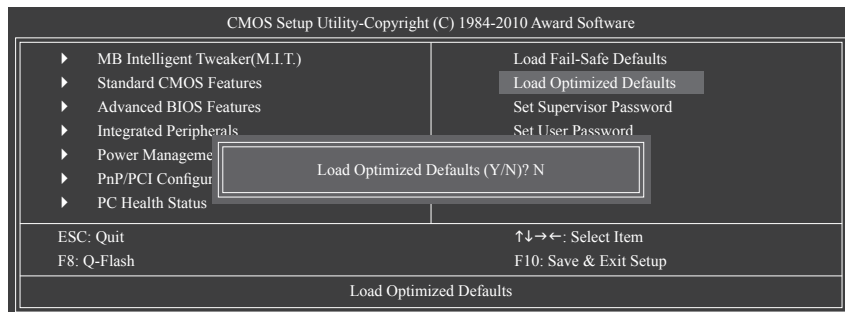 CMOS Setup Utility-Copyright (C) 1984-2010 Award Software
MB Intelligent Tweaker(M.I.T.)
Standard CMOS Features
Advanced BIOS Features
Integrated Peripherals
Power Manageme
PnP/PCI Configur
PC Health Status
Load Fail-Safe Defaults
Load Optimized Defaults
Set Supervisor Password
Set User Password
Load Optimized Defaults (Y/N)? N
ESC: Quit
F8: Q-Flash
↑↓→←: Select Item
F10: Save & Exit Setup
Load Optimized Defaults